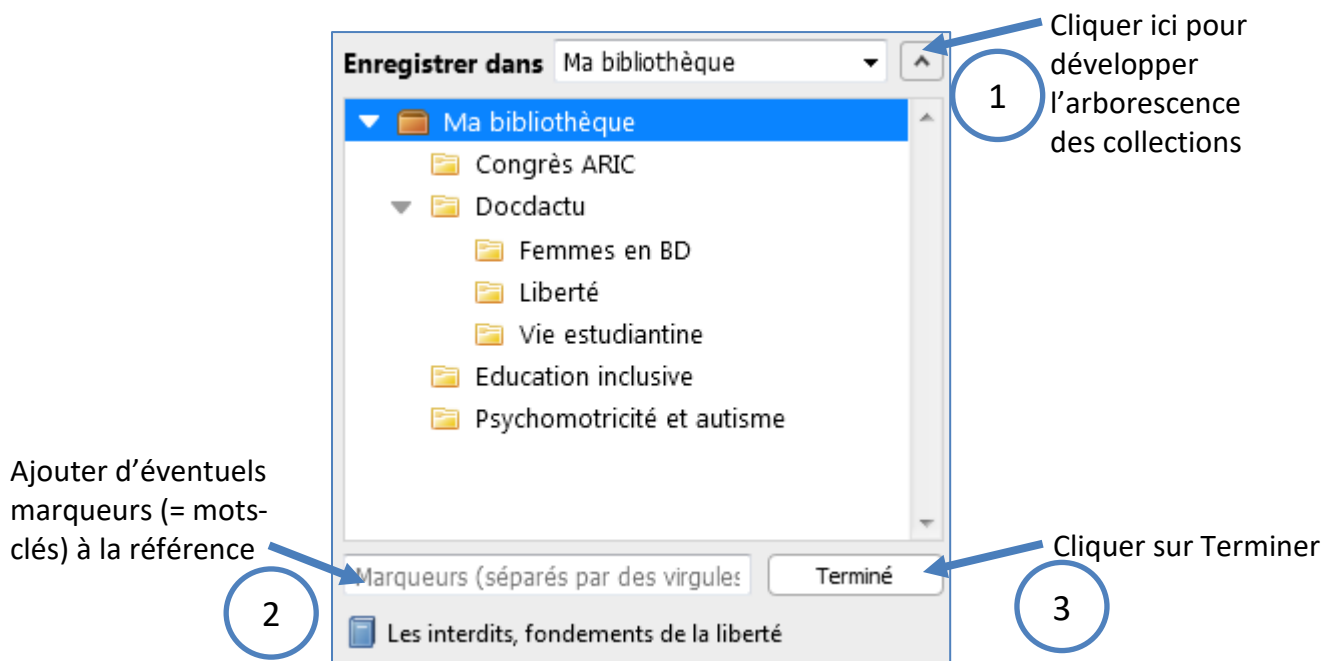 Cliquer ici pour
développer
l’arborescence
des collections
1
Enregistrer dans Ma bibliothèque
Ma bibliothèque
Congrès ARIC
Docdactu
Femmes en BD
Liberté
Vie estudiantine
Education inclusive
Psychomotricité et autisme
Ajouter d’éventuels
marqueurs (= mots-
clés) à la référence
2
Marqueurs (séparés par des virgules
Terminé
Cliquer sur Terminer
3
Les interdits, fondements de la liberté